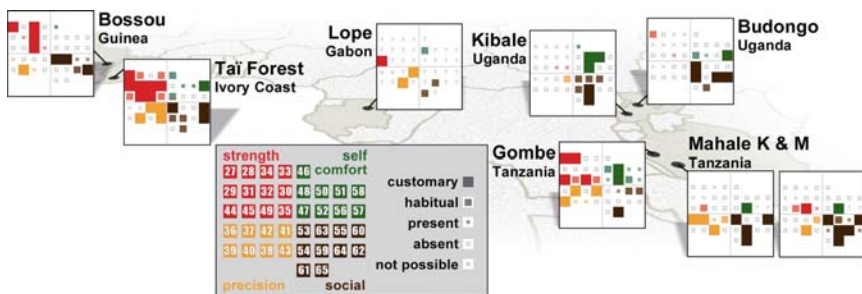 Bossou
Guinea
Taï Forest
Ivory Coast
Lope
Gabon
Kibale
Uganda
Budongo
Uganda
Gombe
Tanzania
Mahale K & M
Tanzania
strength
self
comfort
27 28 34 33 46
29 31 32 30 48 50 51 58
44 45 49 35 47 52 56 57
36 37 42 41 53 63 55 60
39 40 38 43 54 59 64 62
61 65
precision
social
customary
habitual
present
absent
not possible